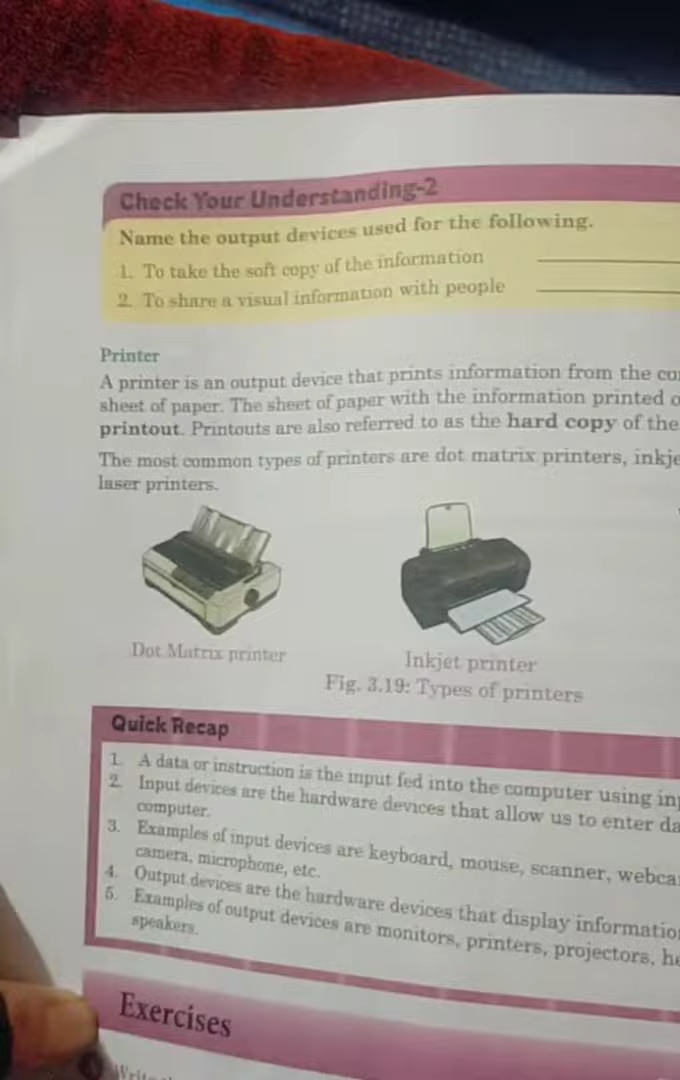 Check Your Understanding-2
Name the output devices used for the following.
1. To take the soft copy of the information
2. To share a visual information with people
Printer
A printer is an output device that prints information from the
sheet of paper. The sheet of paper with the information printed
printout. Printouts are also referred to as the hard copy of the
The most common types of printers are dot matrix printers,
laser printers.
Dot Matrix printer
Inkjet printer
Fig. 3.19: Types of printers
Quick Recap
1. A data or instruction is the input fed into the computer using
2. Input devices are the hardware devices that allow us to enter
computer.
3. Examples of input devices are keyboard, mouse, scanner,
camera, microphone, etc.
4. Output devices are the hardware devices that display
5. Examples of output devices are monitors, printers, projectors,
speakers.
Exercises